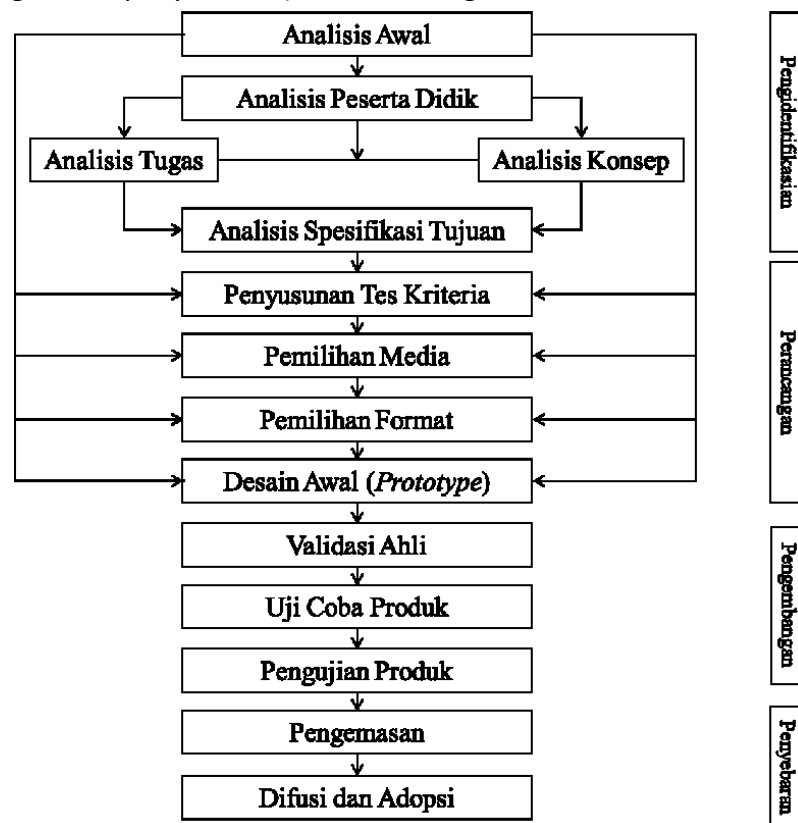 Analisis Awal
Analisis Peserta Didik
Analisis Tugas
Analisis Konsep
Analisis Spesifikasi Tujuan
Penyusunan Tes Kriteria
Pemilihan Media
Pemilihan Format
Desain Awal (Prototype)
Validasi Ahli
Uji Coba Produk
Pengujian Produk
Pengemasan
Difusi dan Adopsi
Pengidentifikasian
Perancangan
Pengembangan
Penyebaran